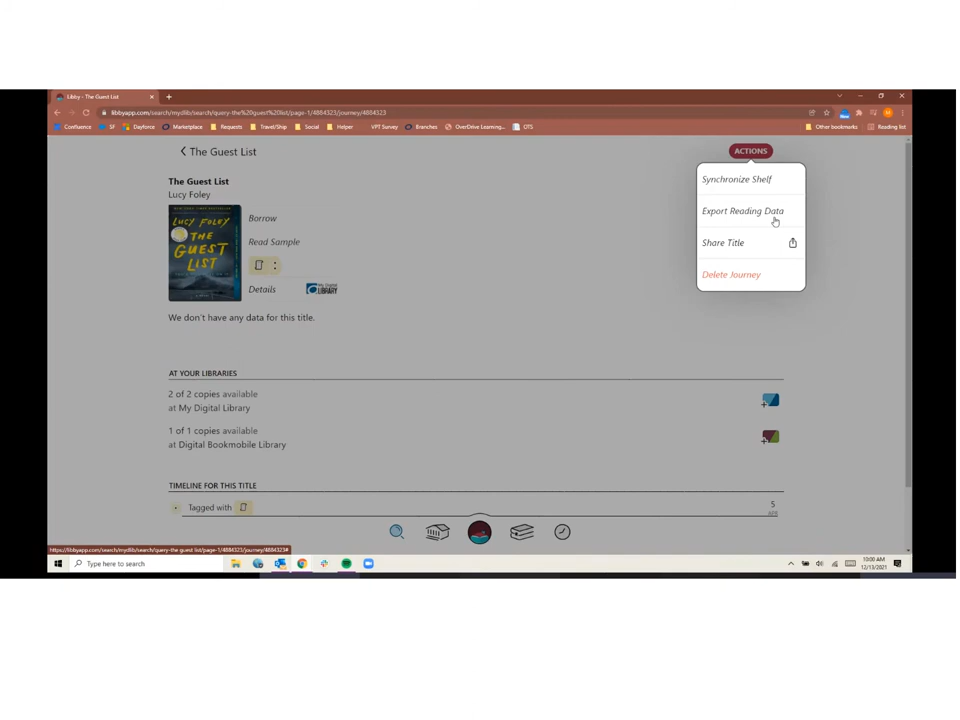 Libby - The Guest List
libbyapp.com/search/mydlib/search/query-the%20guest%20list/page-1/4884323/journey/4884323
Confluence SF Dayforce Marketplace Requests Travel/Ship Social Helper VPT Survey Branches OverDrive Learning... OTS Other bookmarks Reading list
The Guest List
ACTIONS
Synchronize Shelf
Export Reading Data
Share Title
Delete Journey
The Guest List
Lucy Foley
LUCY FOLEY
THE
GUEST
LIST
Borrow
Read Sample
Details
LIBRARY
We don't have any data for this title.
AT YOUR LIBRARIES
2 of 2 copies available
at My Digital Library
1 of 1 copies available
at Digital Bookmobile Library
TIMELINE FOR THIS TITLE
Tagged with
5
APR
https://libbyapp.com/search/mydlib/search/query-the guest list/page-1/4884323/journey/4884323#
Type here to search
10:00 AM
12/13/2021